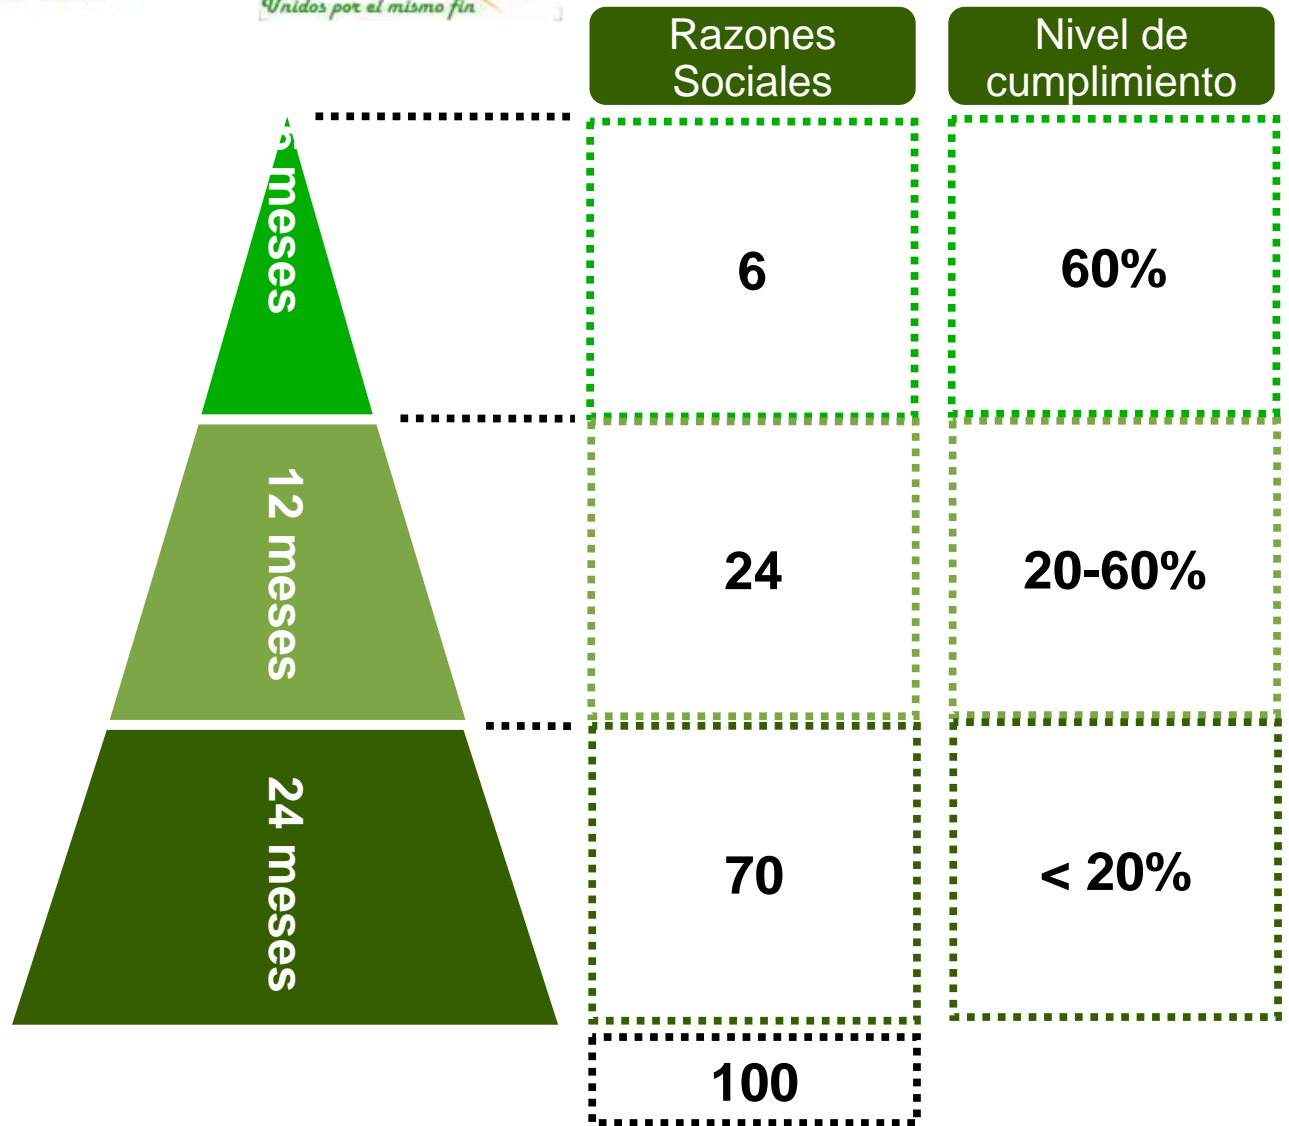 Unidos por el mismo fin
Razones
Sociales
Nivel de
cumplimiento
meses
6
60%
12 meses
24
20-60%
24 meses
70
< 20%
100